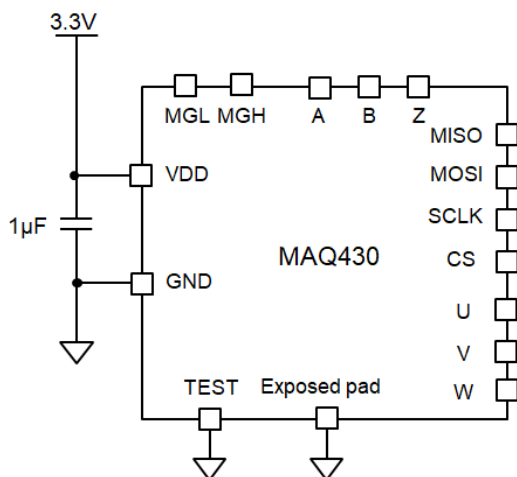 3.3V
MGL MGH A B Z
MISO
VDD
MOSI
1µF
SCLK
MAQ430
CS
GND
U
V
TEST Exposed pad
W